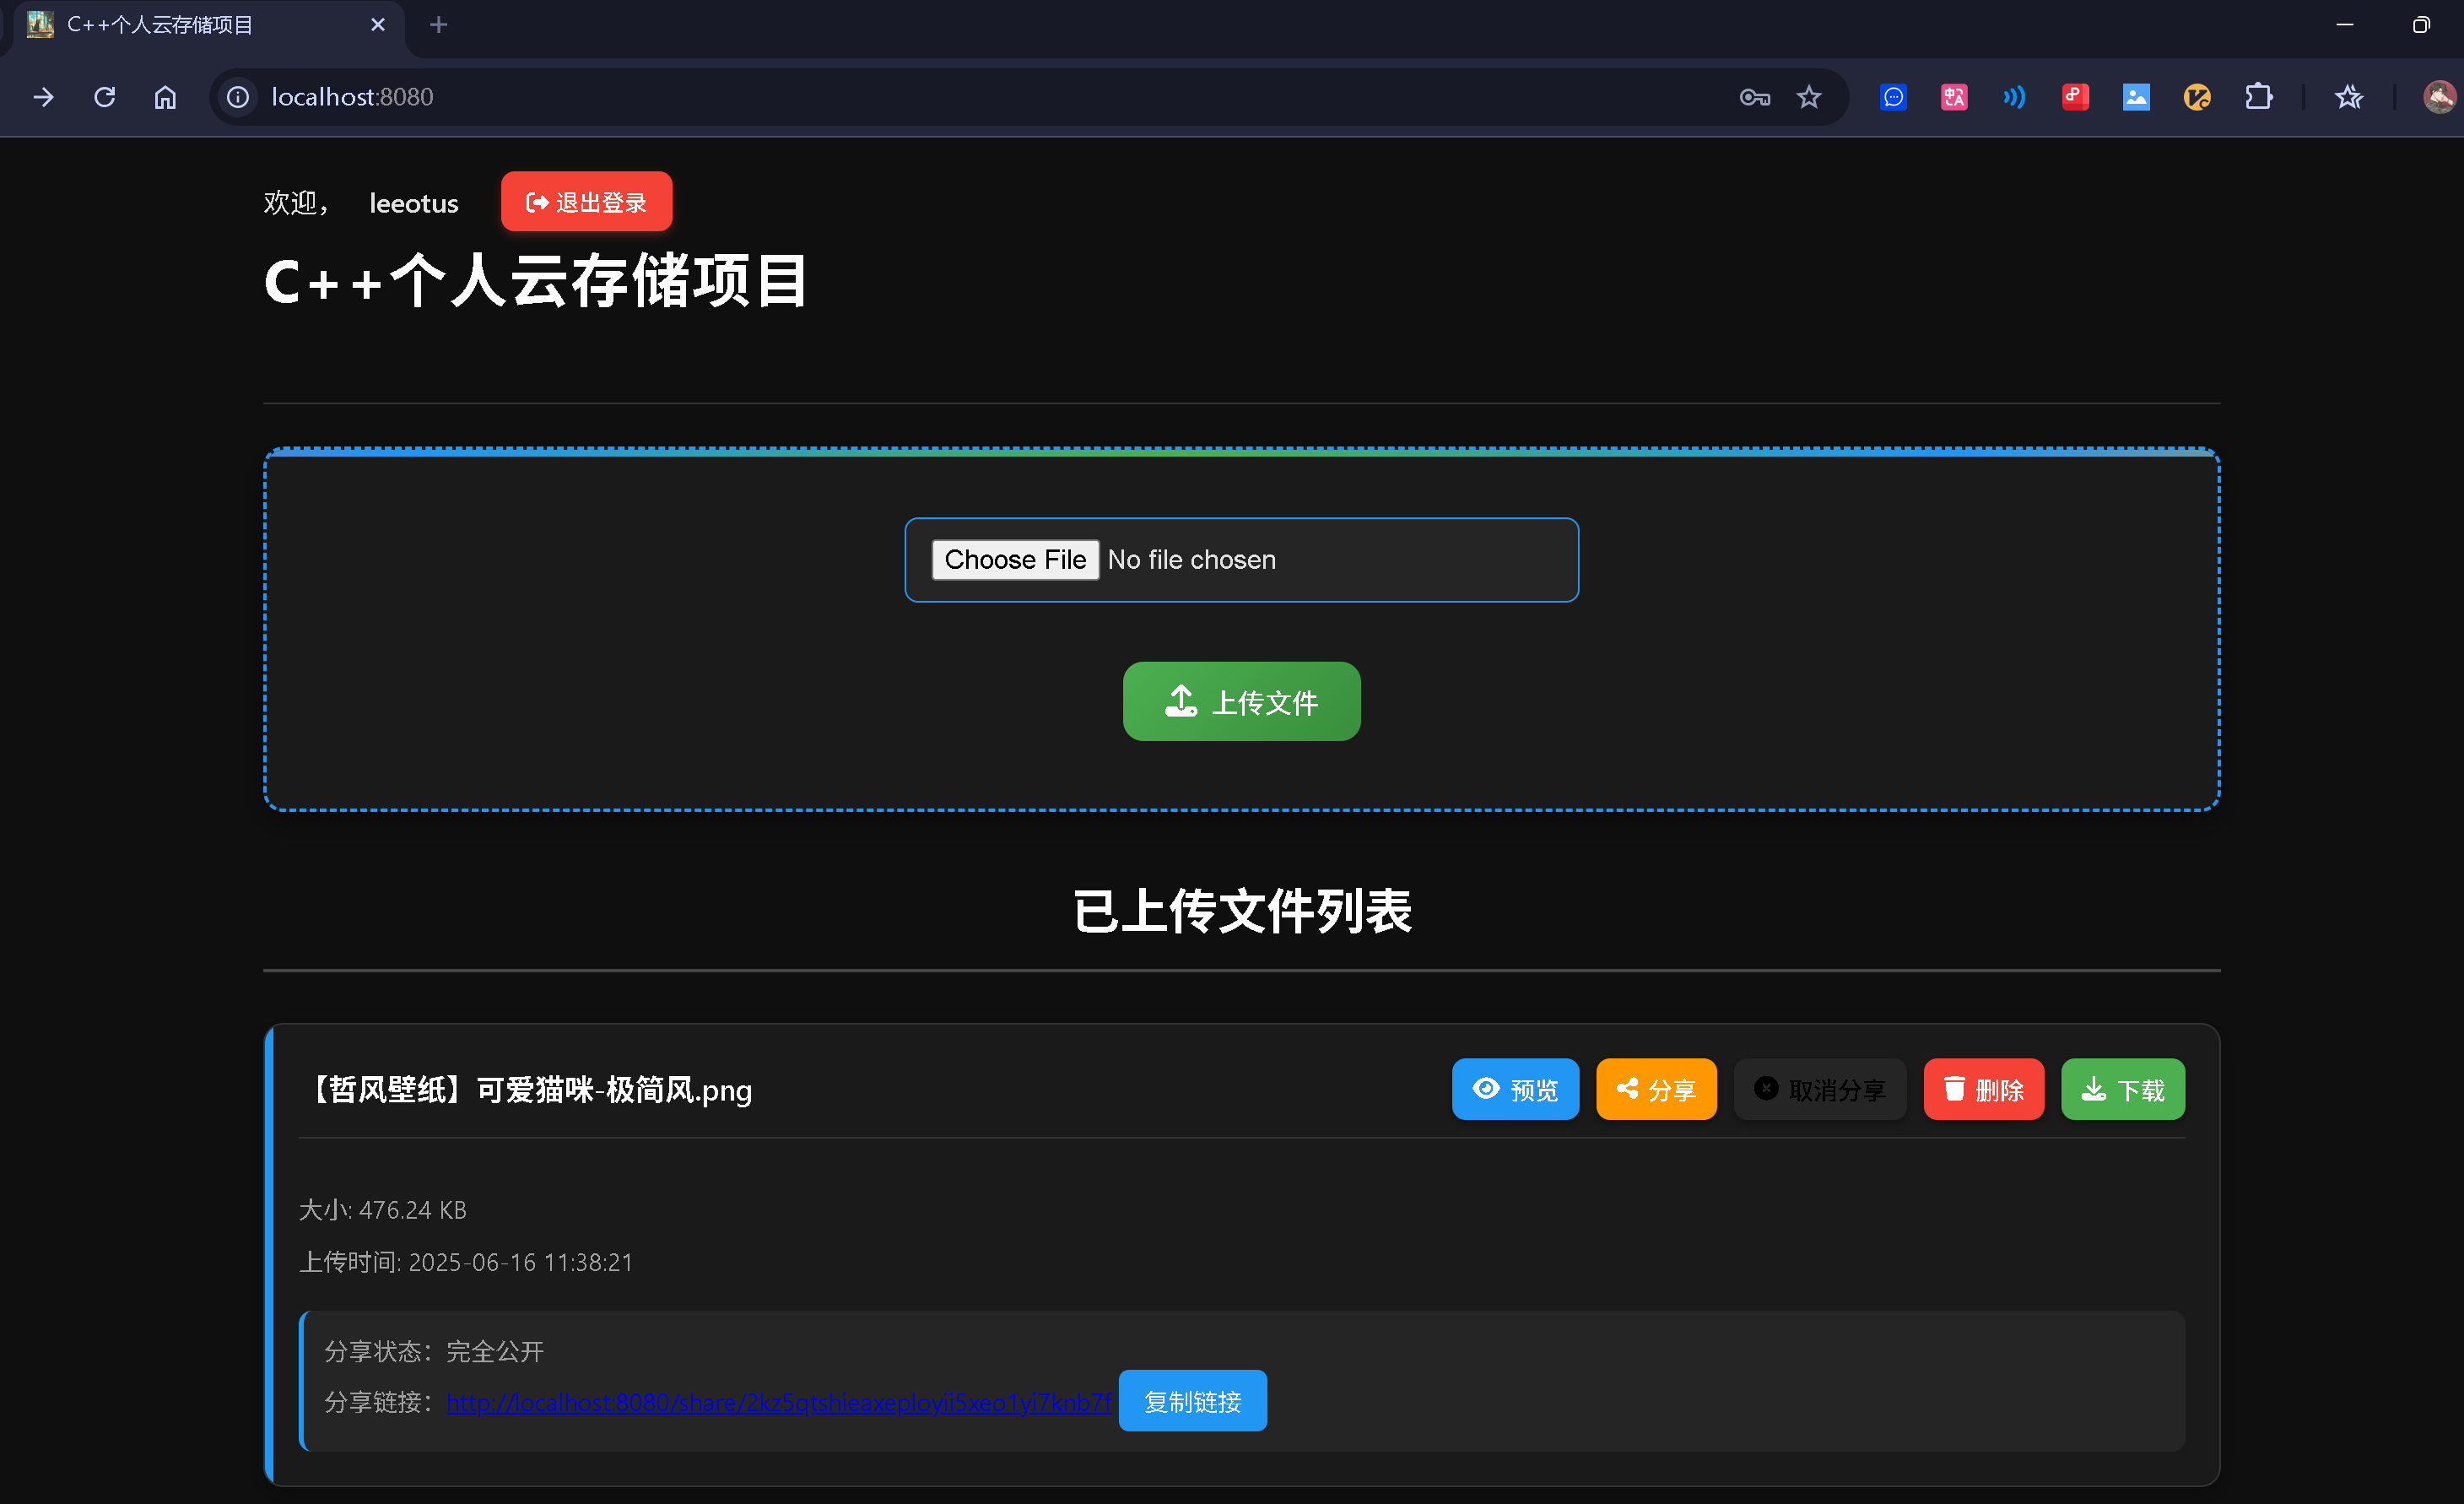 C++个人云存储项目
localhost:8080
欢迎， leeotus 退出登录
C++个人云存储项目
Choose File No file chosen
上传文件
已上传文件列表
【哲风壁纸】可爱猫咪-极简风.png 预览 分享 取消分享 删除 下载
大小: 476.24 KB
上传时间: 2025-06-16 11:38:21
分享状态：完全公开
分享链接：http://localhost:8080/share/2kz5qtshieaxeployii5xeo1yi7knb7f 复制链接